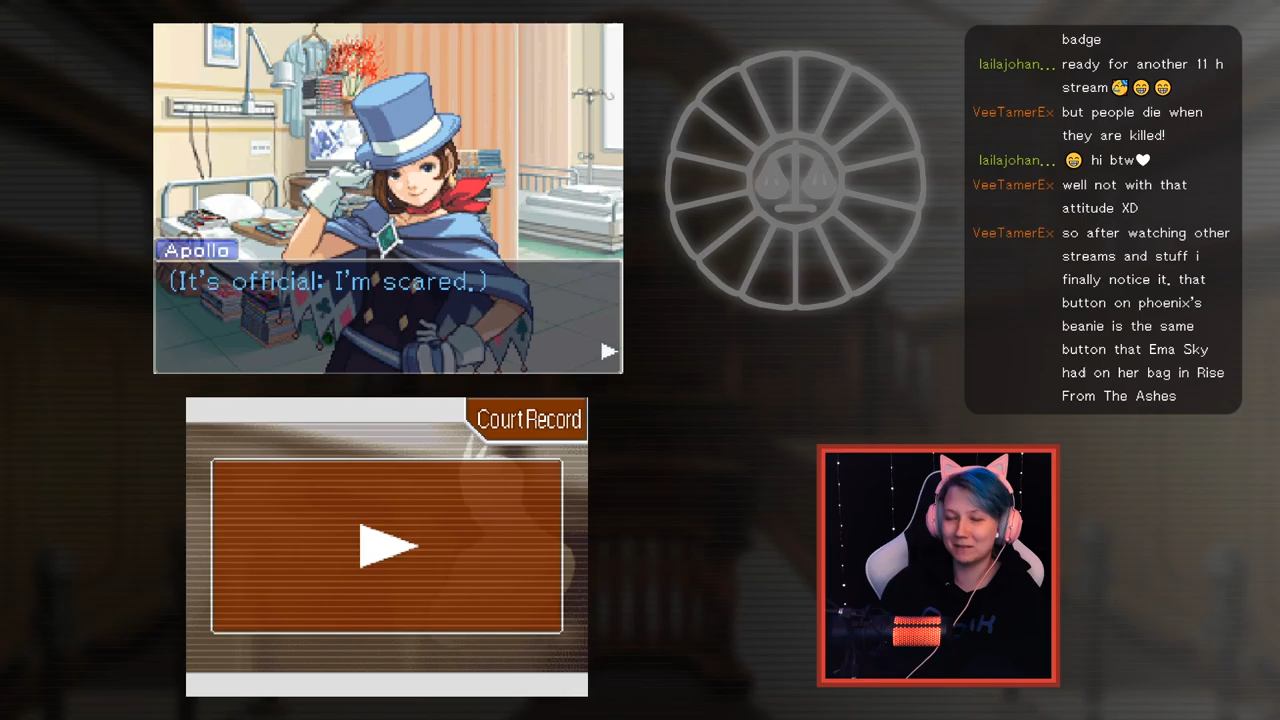 Apollo
(It's official: I'm scared.)
Court Record
badge
lailajohan... ready for another 11 h
stream🥳😁😁
VeeTamerEx but people die when
they are killed!
lailajohan... 😁 hi btw🤍
VeeTamerEx well not with that
attitude XD
VeeTamerEx so after watching other
streams and stuff i
finally notice it, that
button on phoenix's
beanie is the same
button that Ema Sky
had on her bag in Rise
From The Ashes